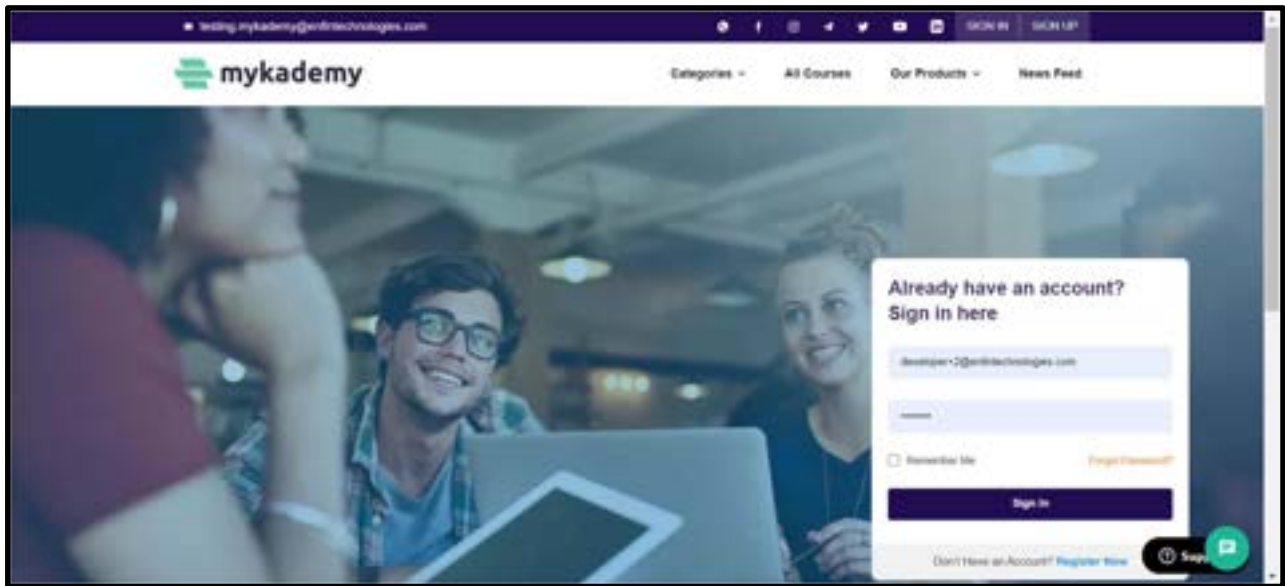 testing.mykademy@enfintechnologies.com
SIGN IN SIGN UP
mykademy
Categories All Courses Our Products News Feed
Already have an account?
Sign in here
developer+2@enfintechnologies.com
Remember Me Forgot Password?
Sign In
Don't Have an Account? Register Now